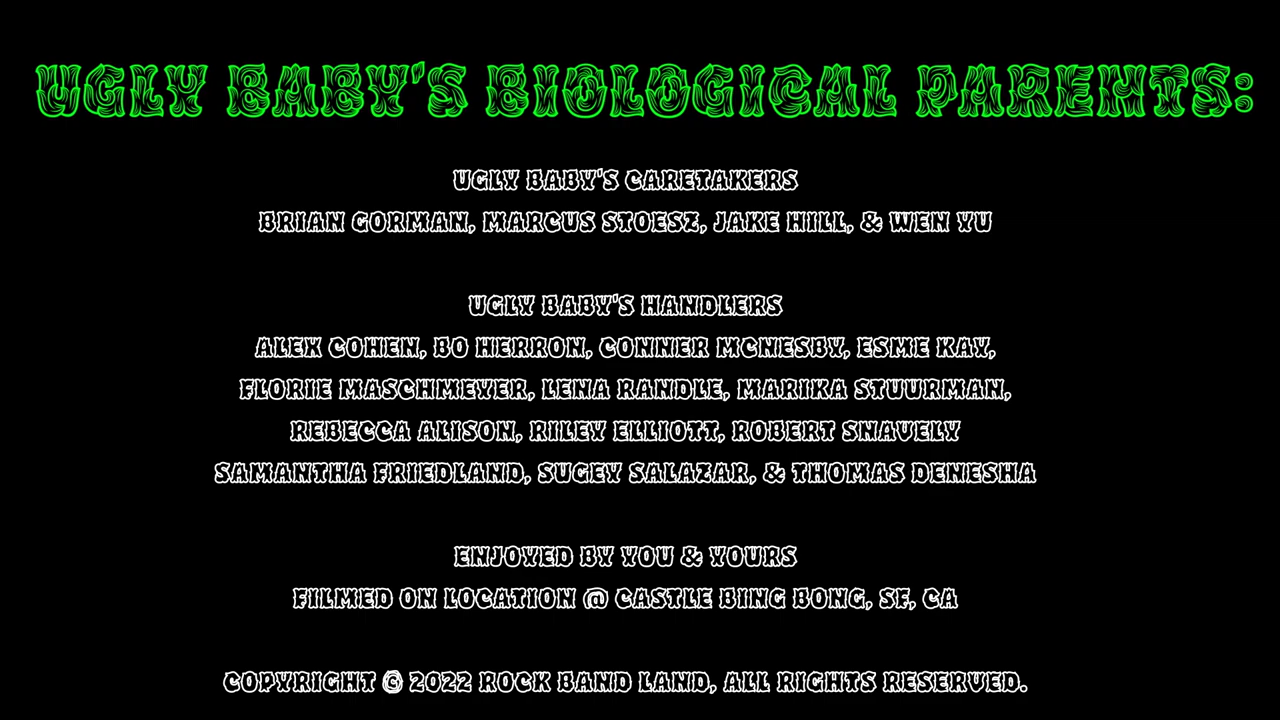 UGLY BABY'S BIOLOGICAL PARENTS:
UGLY BABY'S CARETAKERS
BRIAN GORMAN, MARCUS STOESZ, JAKE HILL, & WEN YU
UGLY BABY'S HANDLERS
ALEX COHEN, BO HERRON, CONNER MCNESBY, ESME KAY,
FLORIE MASCHMEYER, LENA RANDLE, MARIKA STUURMAN,
REBECCA ALISON, RILEY ELLIOTT, ROBERT SNAVELY
SAMANTHA FRIEDLAND, SUGEY SALAZAR, & THOMAS DENESHA
ENJOYED BY YOU & YOURS
FILMED ON LOCATION @ CASTLE BING BONG, SF, CA
COPYRIGHT © 2022 ROCK BAND LAND, ALL RIGHTS RESERVED.